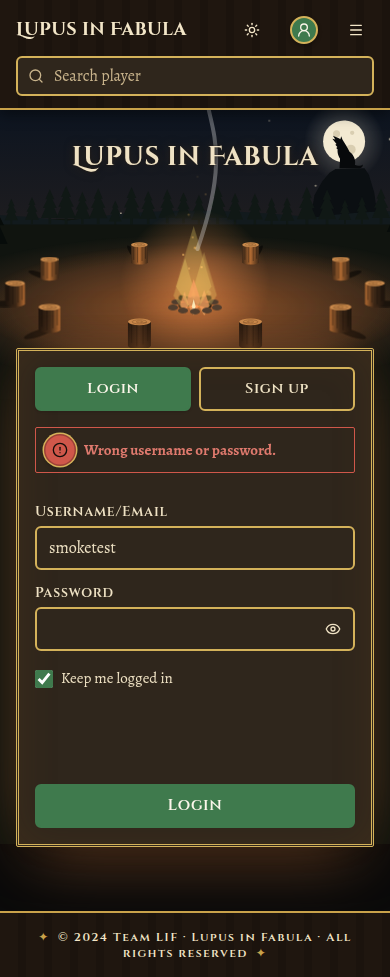 Lupus in Fabula
Search player
Lupus in Fabula
Login
Sign up
Wrong username or password.
Username/Email
smoketest
Password
Keep me logged in
Login
✦ © 2024 Team LIF · Lupus in Fabula · All
rights reserved ✦